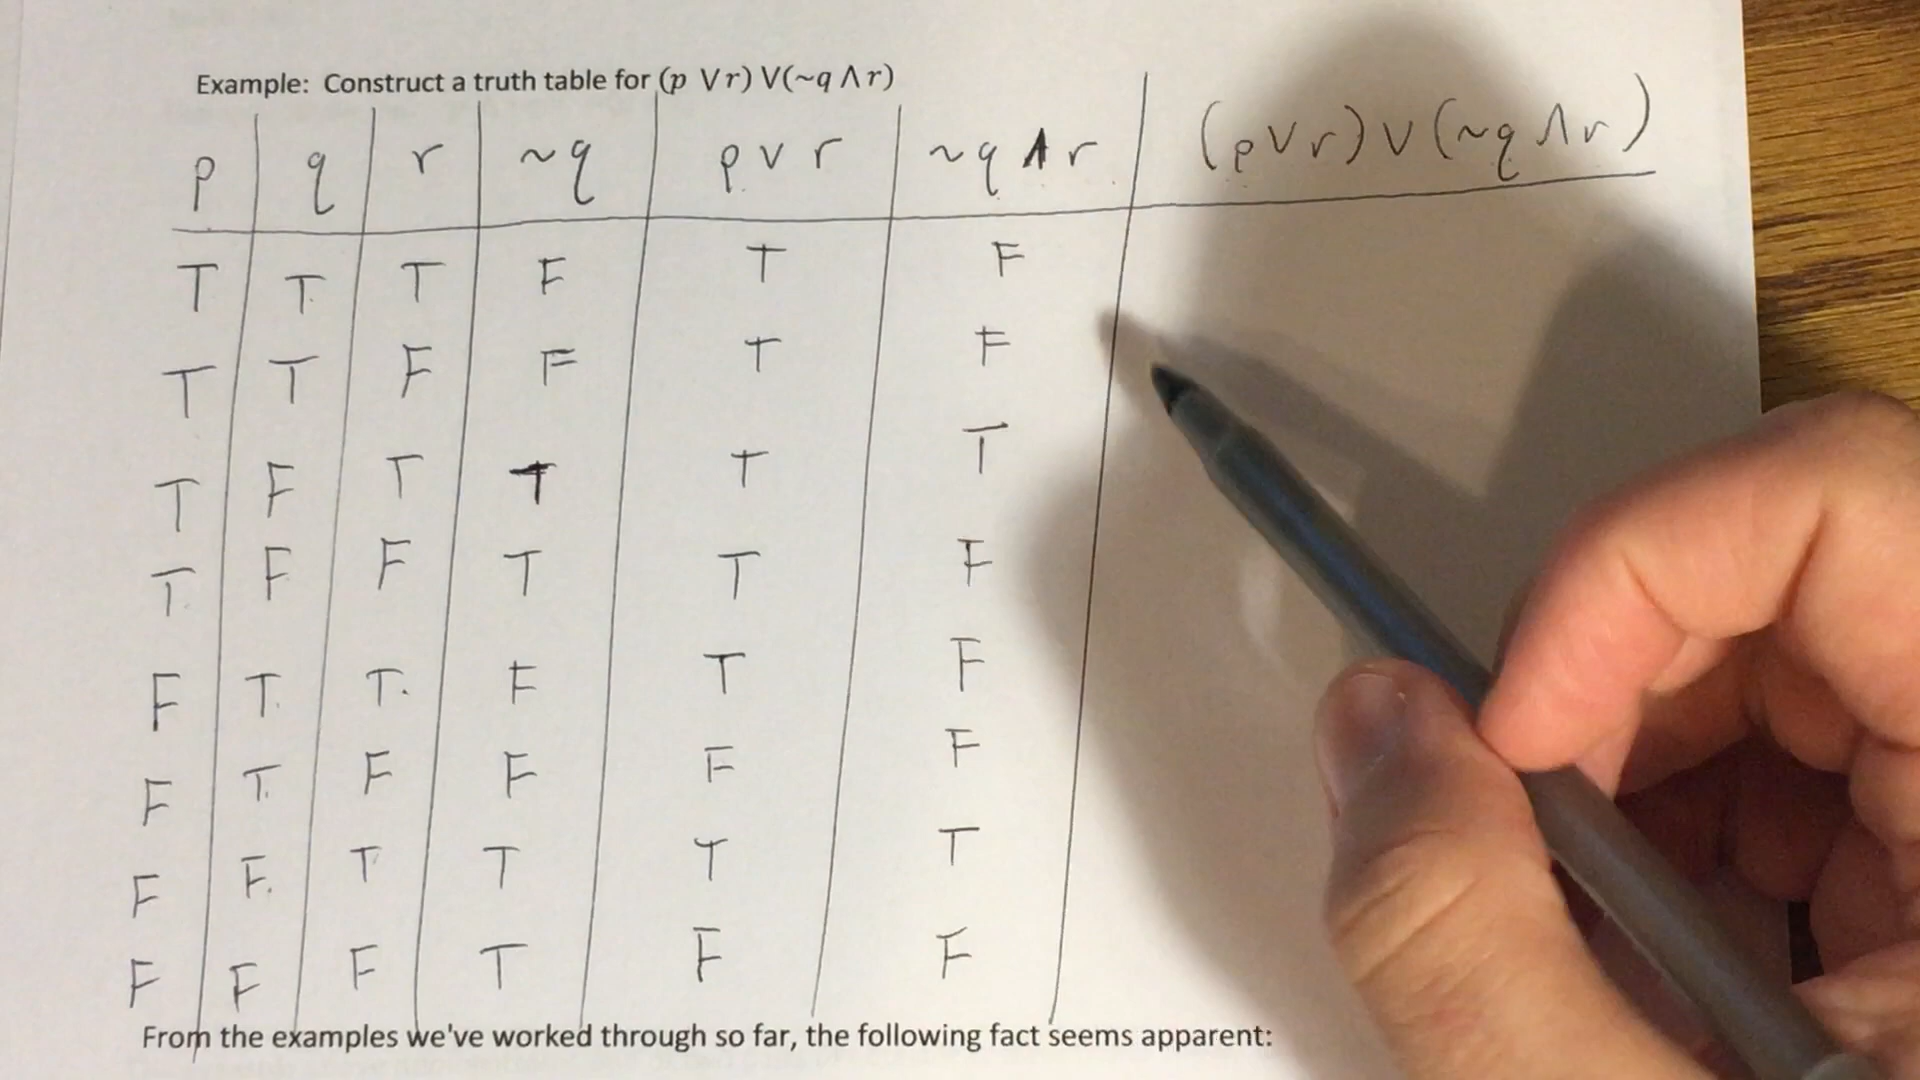 Example: Construct a truth table for (p ∨ r) ∨(~q ∧ r)
p q r ~q p ∨ r ~q ∧ r (p∨r)∨(~q∧r)
T T T F T F
T T F F T F
T F T T T T
T F F T T F
F T T F T F
F T F F F F
F F T T T T
F F F T F F
From the examples we've worked through so far, the following fact seems apparent: